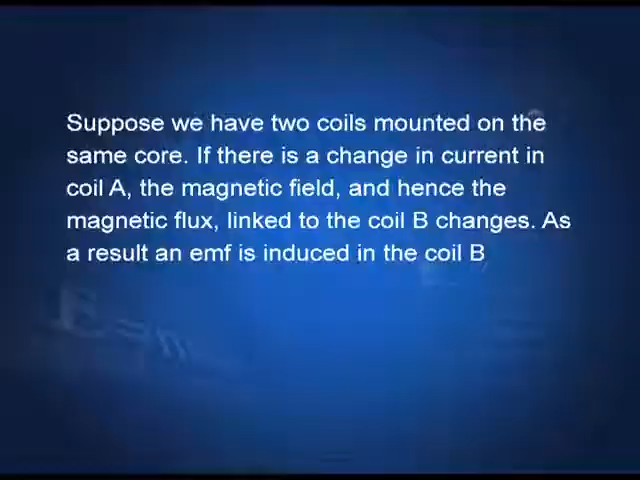 Suppose we have two coils mounted on the
same core. If there is a change in current in
coil A, the magnetic field, and hence the
magnetic flux, linked to the coil B changes. As
a result an emf is induced in the coil B
E=m